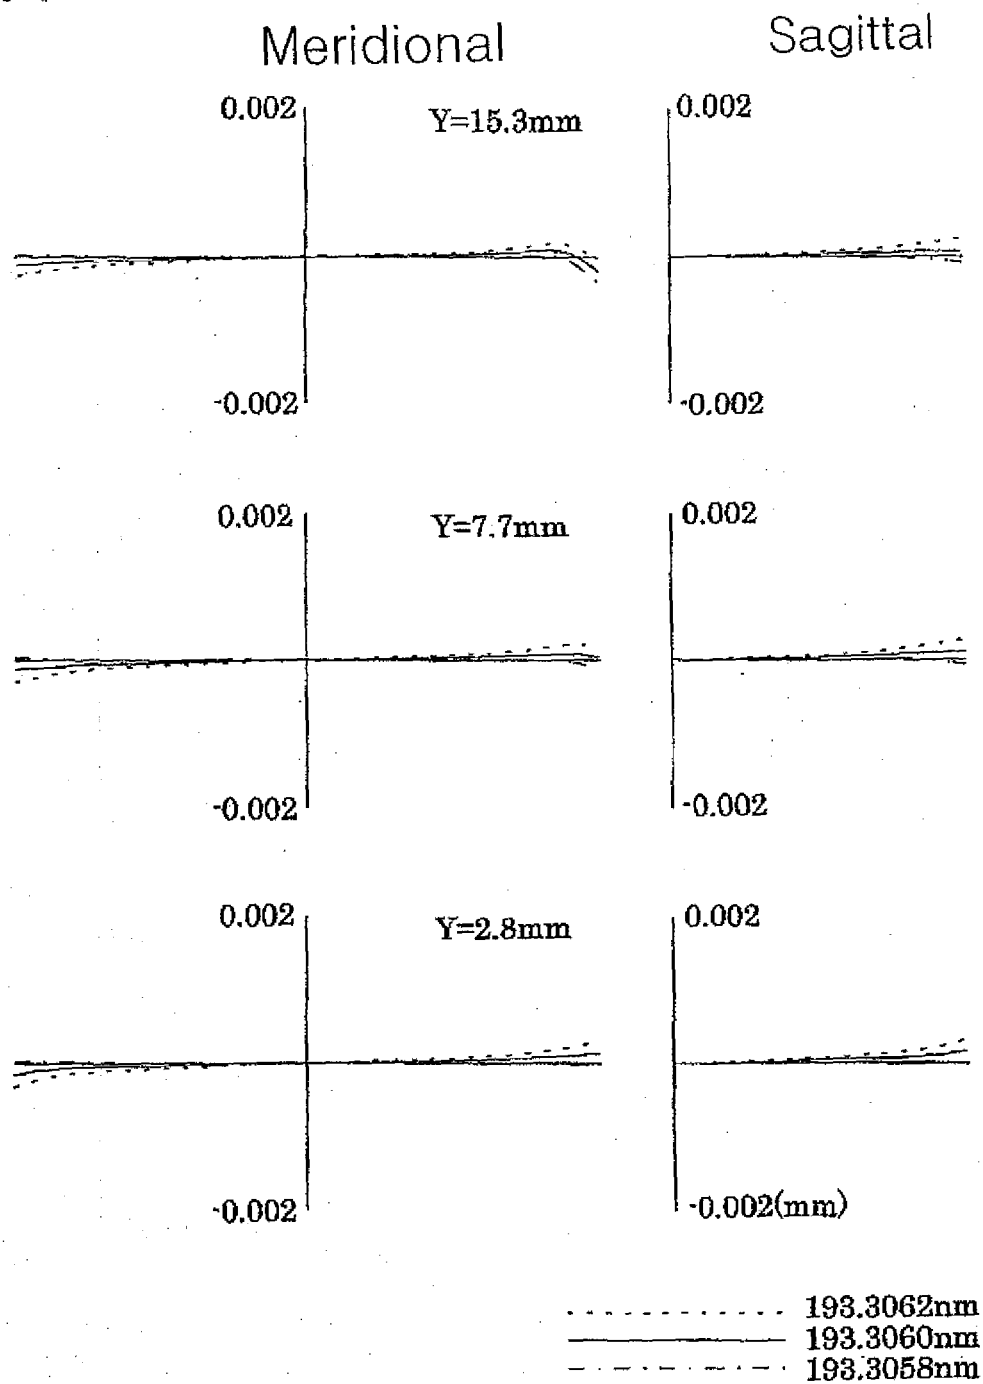 Meridional Sagittal
0.002 Y=15.3mm 0.002
-0.002 -0.002
0.002 Y=7.7mm 0.002
-0.002 -0.002
0.002 Y=2.8mm 0.002
-0.002 -0.002(mm)
193.3062nm
193.3060nm
193.3058nm